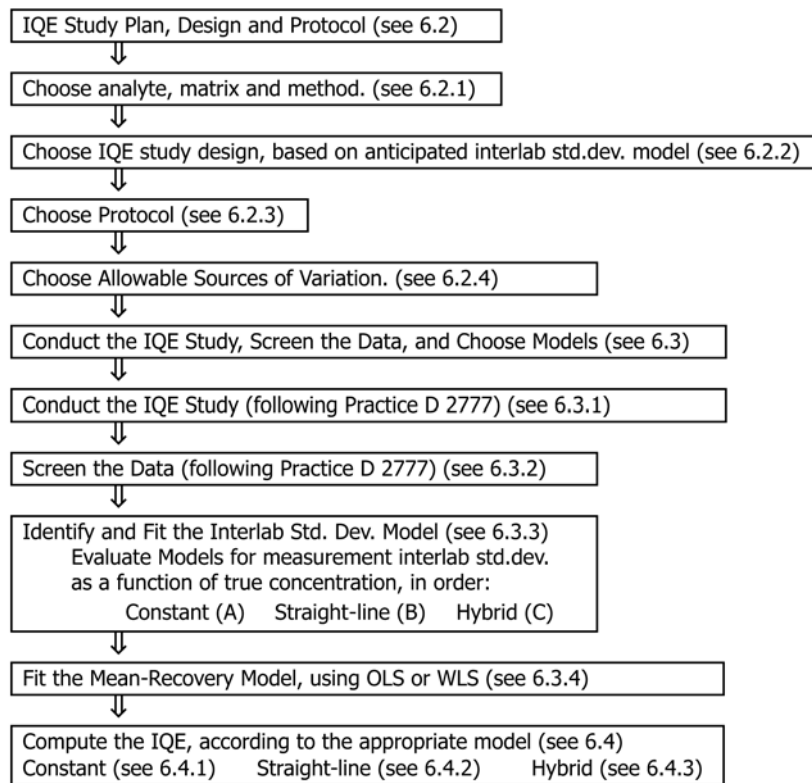 IQE Study Plan, Design and Protocol (see 6.2)
Choose analyte, matrix and method. (see 6.2.1)
Choose IQE study design, based on anticipated interlab std.dev. model (see 6.2.2)
Choose Protocol (see 6.2.3)
Choose Allowable Sources of Variation. (see 6.2.4)
Conduct the IQE Study, Screen the Data, and Choose Models (see 6.3)
Conduct the IQE Study (following Practice D 2777) (see 6.3.1)
Screen the Data (following Practice D 2777) (see 6.3.2)
Identify and Fit the Interlab Std. Dev. Model (see 6.3.3)
Evaluate Models for measurement interlab std.dev.
as a function of true concentration, in order:
Constant (A) Straight-line (B) Hybrid (C)
Fit the Mean-Recovery Model, using OLS or WLS (see 6.3.4)
Compute the IQE, according to the appropriate model (see 6.4)
Constant (see 6.4.1) Straight-line (see 6.4.2) Hybrid (see 6.4.3)